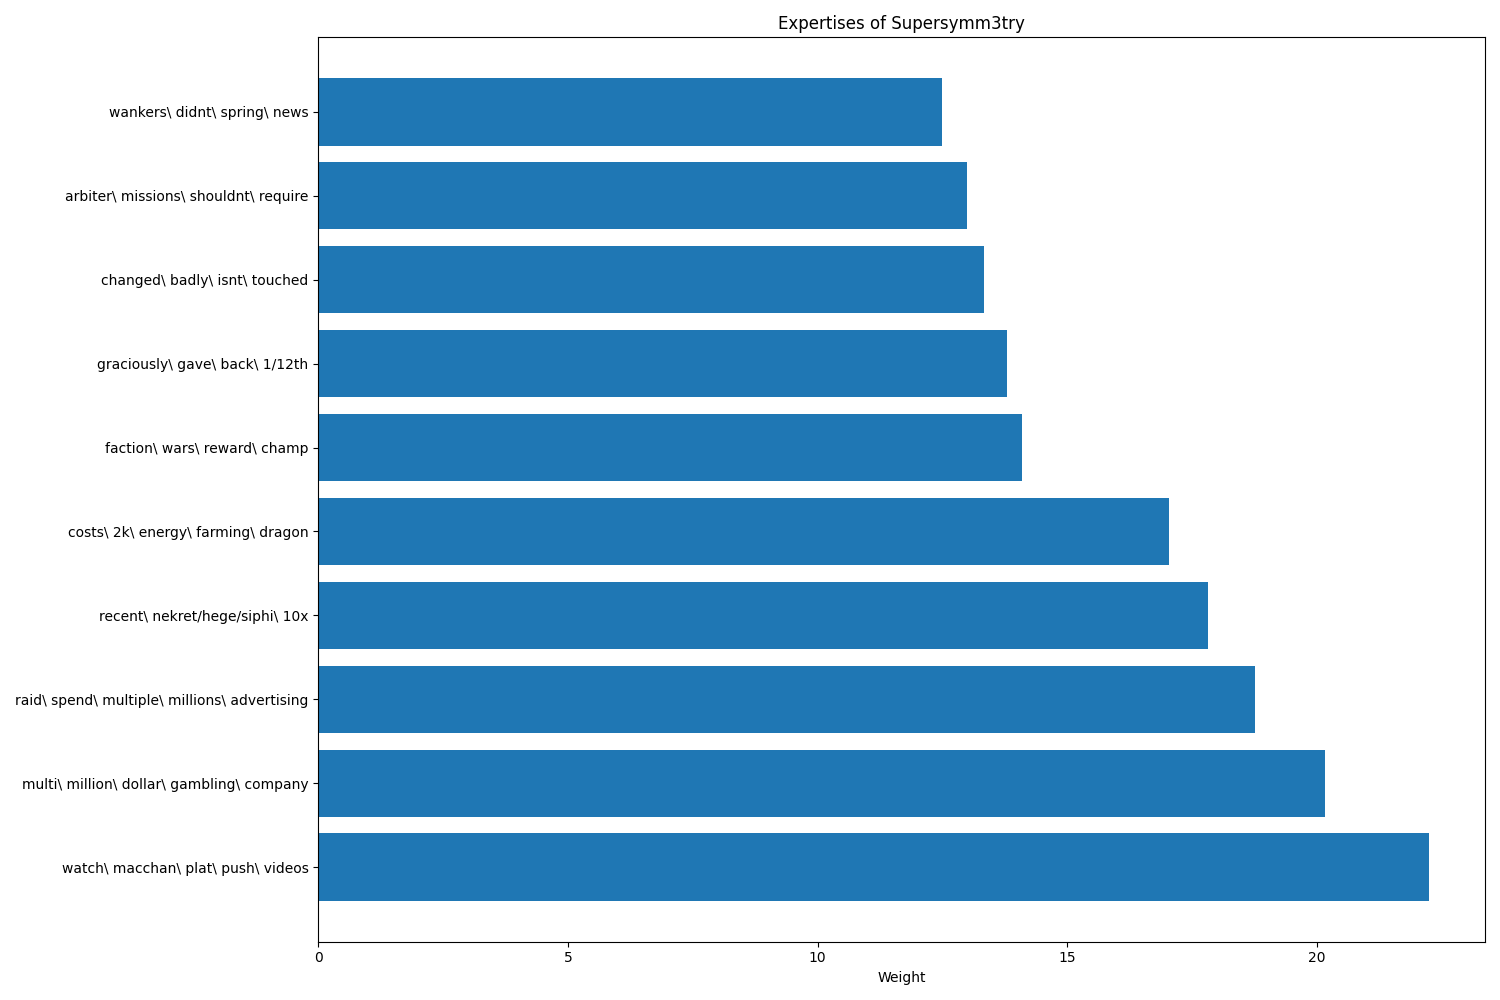 Expertises of Supersymm3try
wankers\ didnt\ spring\ news
arbiter\ missions\ shouldnt\ require
changed\ badly\ isnt\ touched
graciously\ gave\ back\ 1/12th
faction\ wars\ reward\ champ
costs\ 2k\ energy\ farming\ dragon
recent\ nekret/hege/siphi\ 10x
raid\ spend\ multiple\ millions\ advertising
multi\ million\ dollar\ gambling\ company
watch\ macchan\ plat\ push\ videos
0 5 10 15 20
Weight